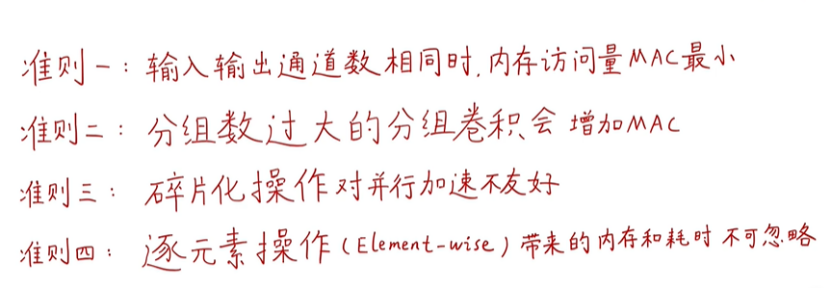 准则一：输入输出通道数相同时,内存访问量MAC最小
准则二：分组数过大的分组卷积会增加MAC
准则三：碎片化操作对并行加速不友好
准则四：逐元素操作（Element-wise）带来的内存和耗时不可忽略